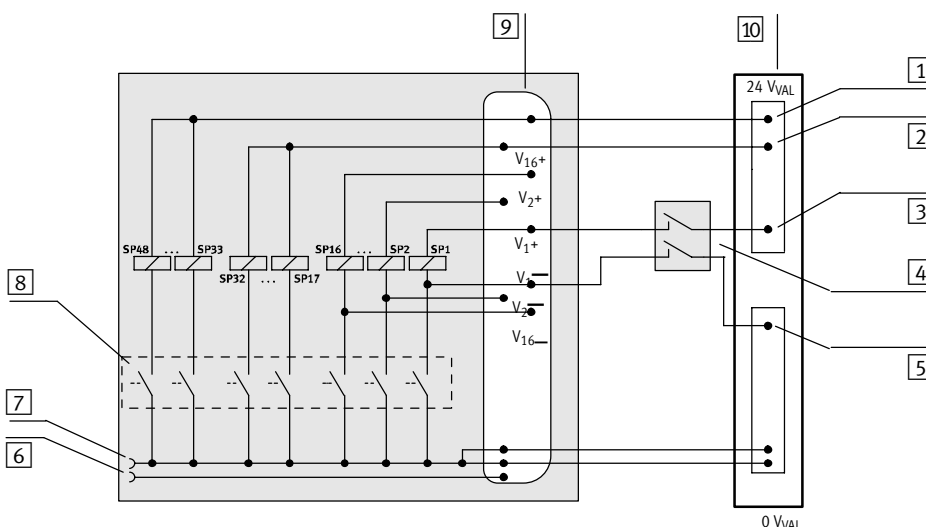 9
10
1
24 VVAL
2
V16+
V2+
3
V1+
SP48 ... SP33
SP16 ... SP2 SP1
4
V1–
SP32 ... SP17
8
V2–
V16–
5
7
6
0 VVAL